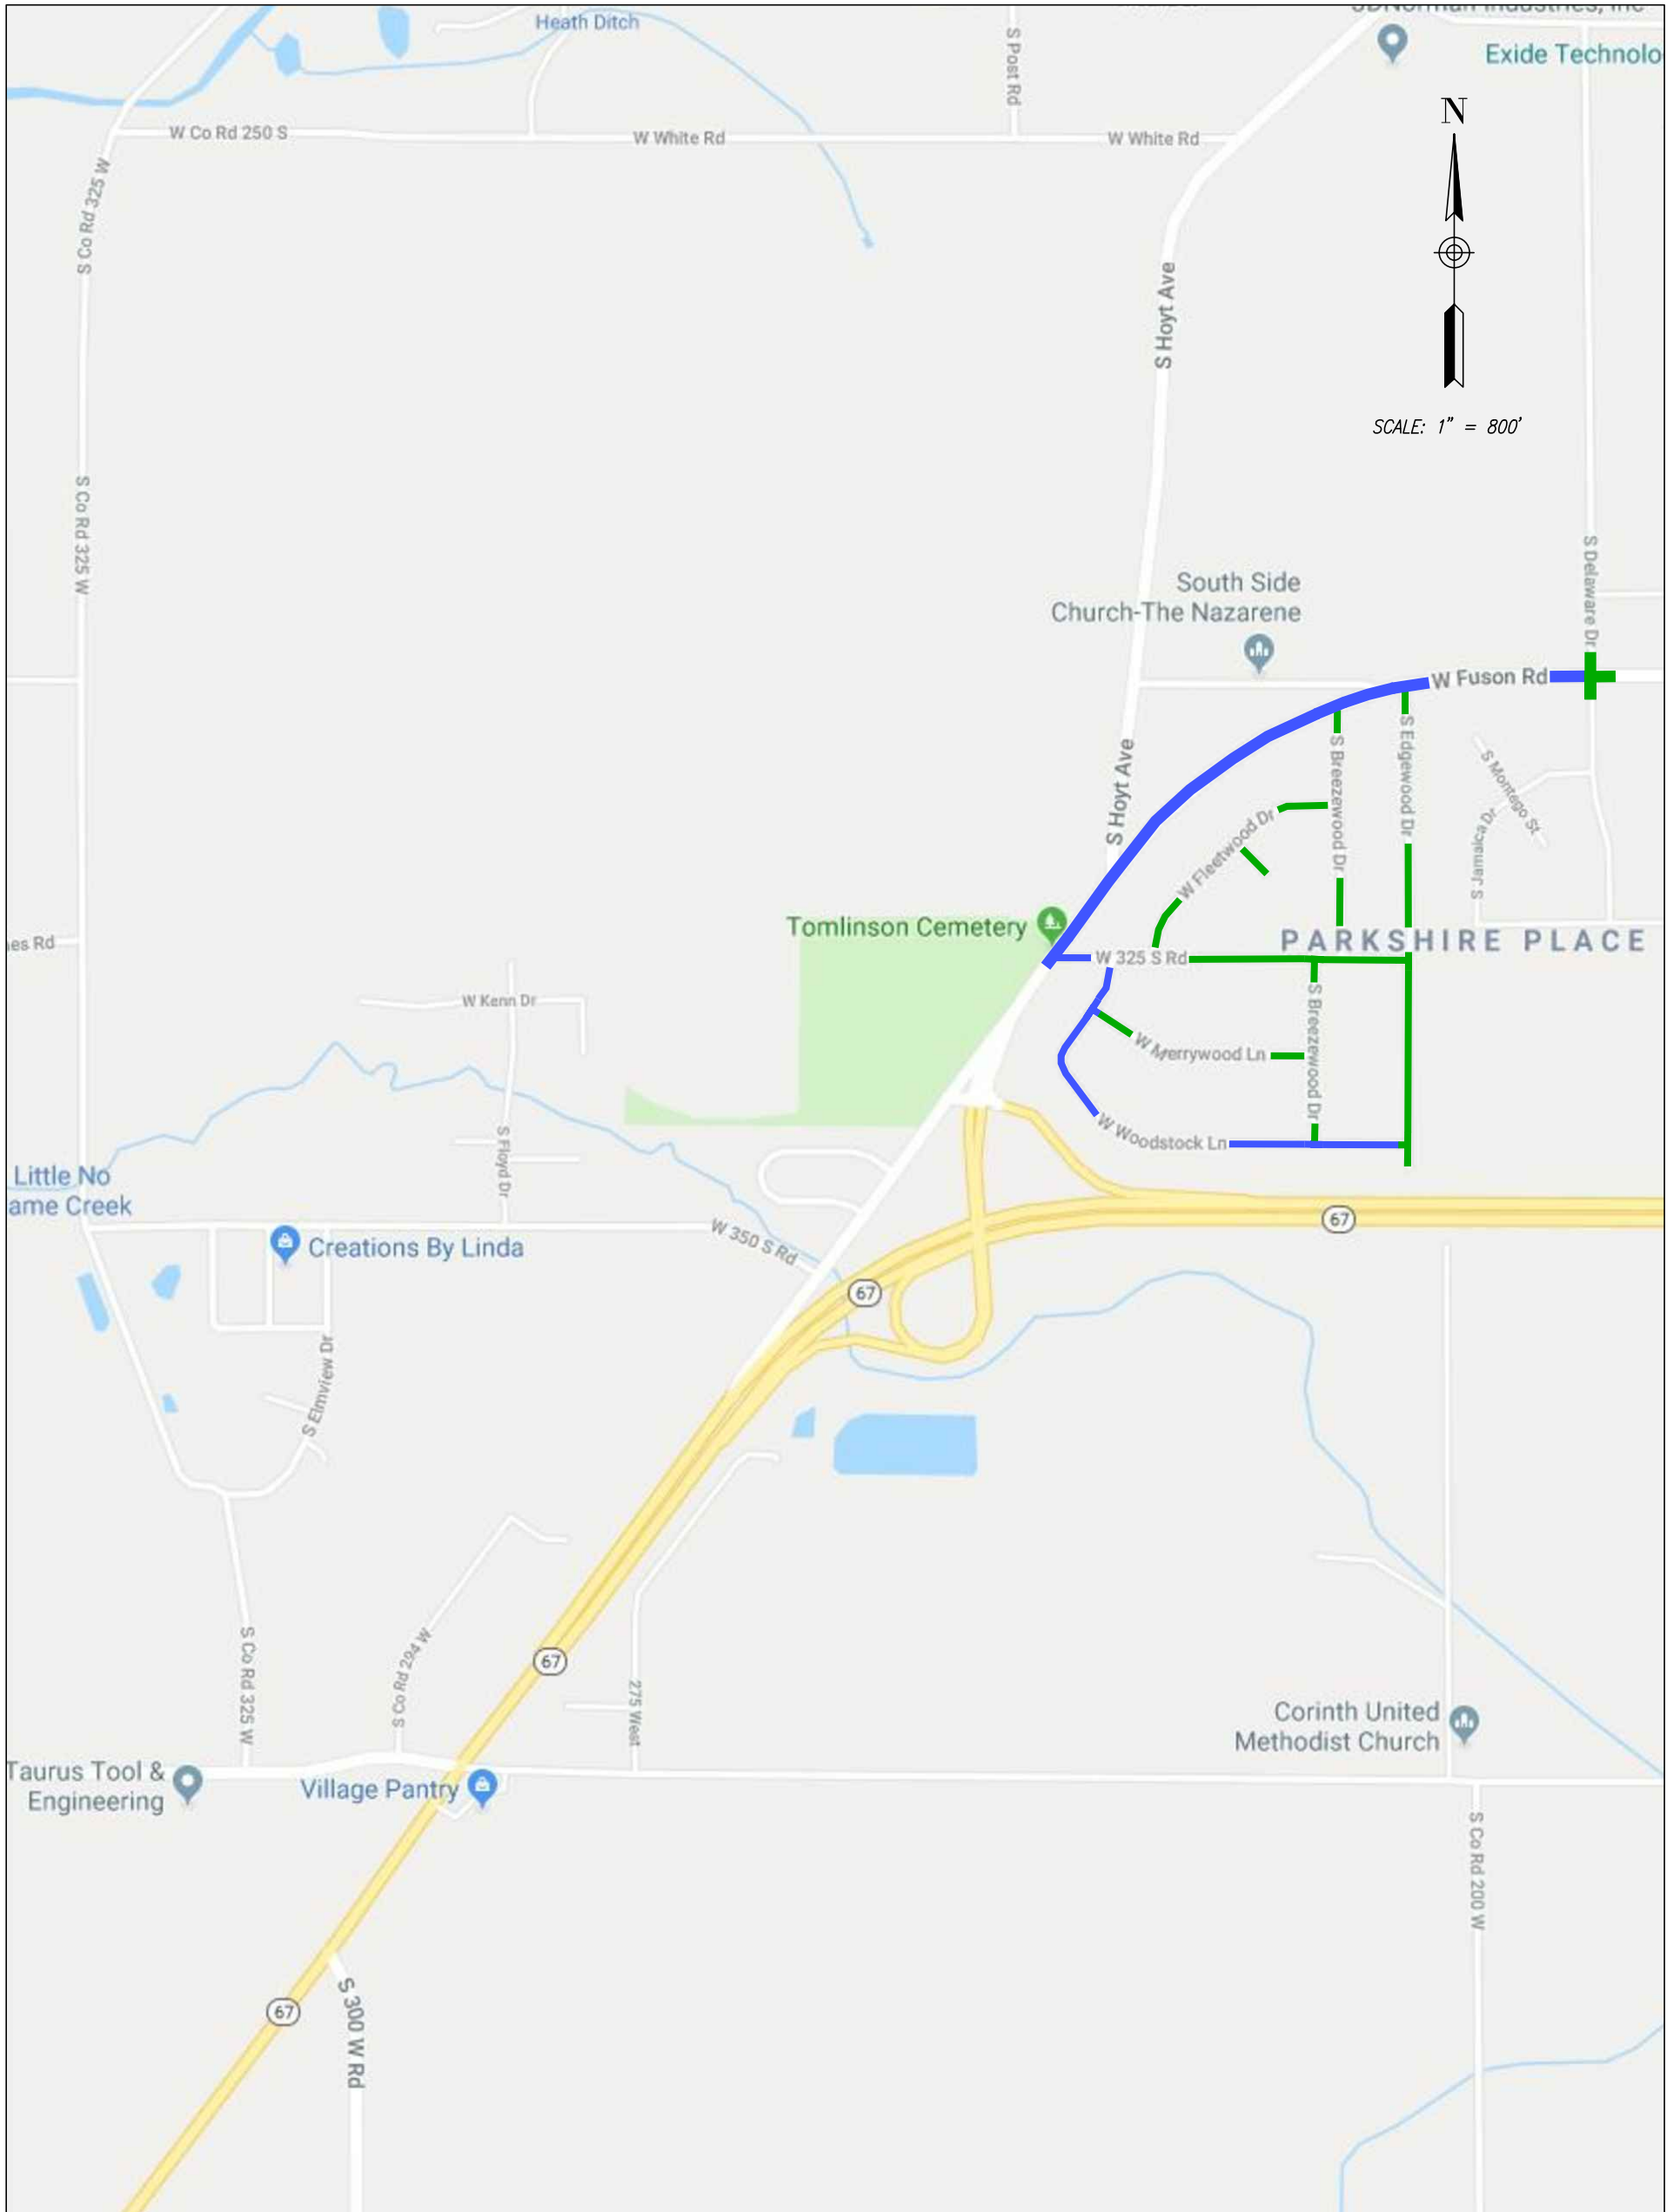 Heath Ditch
Exide Technolo
S Post Rd
N
W Co Rd 250 S
W White Rd
W White Rd
S Co Rd 325 W
S Hoyt Ave
SCALE: 1" = 800'
S Co Rd 325 W
S Delaware Dr
South Side
Church-The Nazarene
W Fuson Rd
S Hoyt Ave
S Breezewood Dr
S Edgewood Dr
S Montego St
S Jamaica Dr
W Fleetwood Dr
Tomlinson Cemetery
PARKSHIRE PLACE
es Rd
W 325 S Rd
W Kenn Dr
S Breezewood Dr
W Merrywood Ln
W Woodstock Ln
S Floyd Dr
Little No
ame Creek
67
W 350 S Rd
Creations By Linda
67
S Elmview Dr
S Co Rd 325 W
S Co Rd 294 W
67
275 West
Corinth United
Methodist Church
Taurus Tool &
Engineering
Village Pantry
S Co Rd 200 W
S 300 W Rd
67